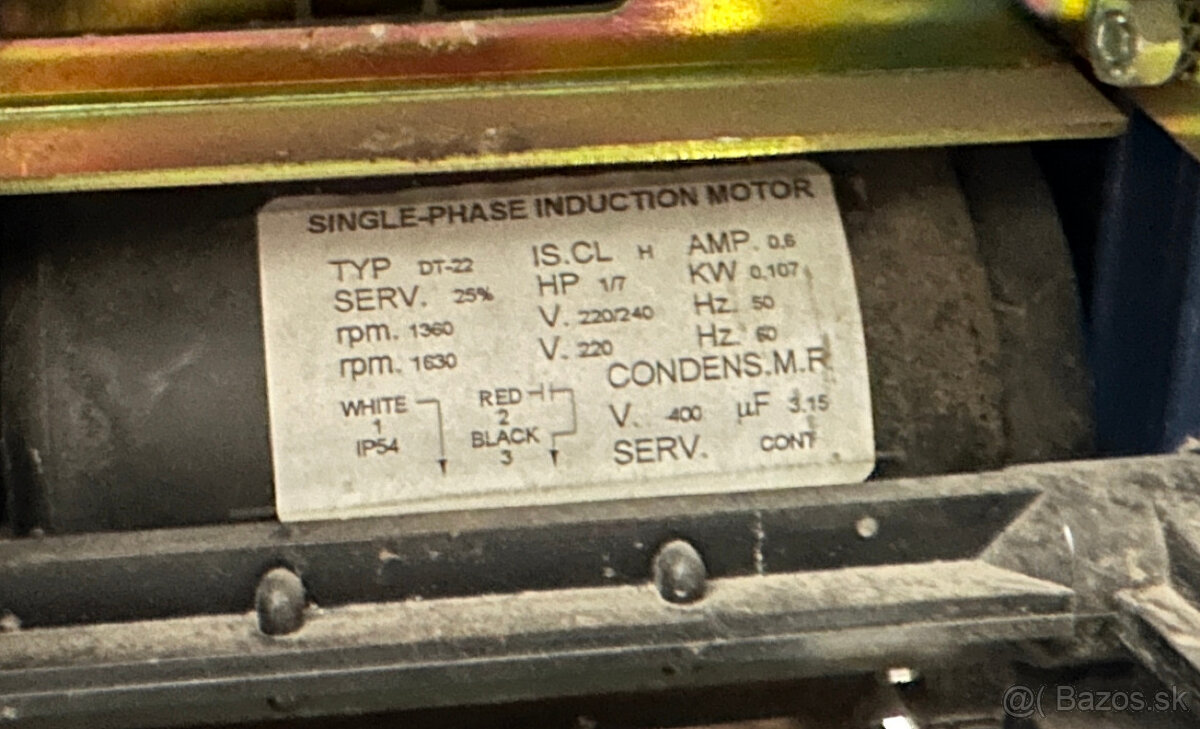 SINGLE-PHASE INDUCTION MOTOR
TYP DT-22 IS.CL H AMP. 0.6
SERV. 25% HP 1/7 KW 0.107
rpm. 1360 V. 220/240 Hz. 50
rpm. 1630 V. 220 Hz. 60
CONDENS.M.R
WHITE RED
1 2 V. 400 µF 3.15
IP54 BLACK SERV. CONT
3
@( Bazos.sk